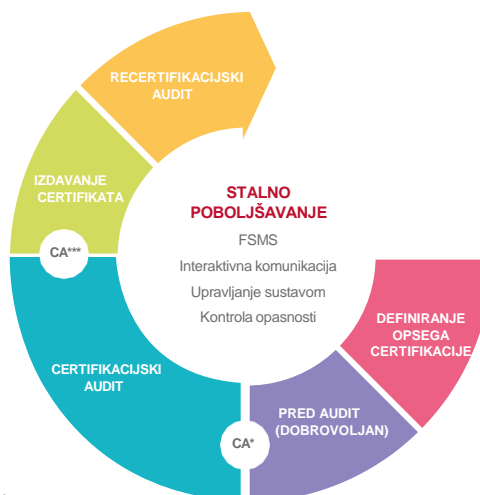 RECERTIFIKACIJSKI
AUDIT
IZDAVANJE
CERTIFIKATA
CA***
STALNO
POBOLJŠAVANJE
FSMS
Interaktivna komunikacija
Upravljanje sustavom
Kontrola opasnosti
DEFINIRANJE
OPSEGA
CERTIFIKACIJE
CERTIFIKACIJSKI
AUDIT
PRED AUDIT
(DOBROVOLJAN)
CA*